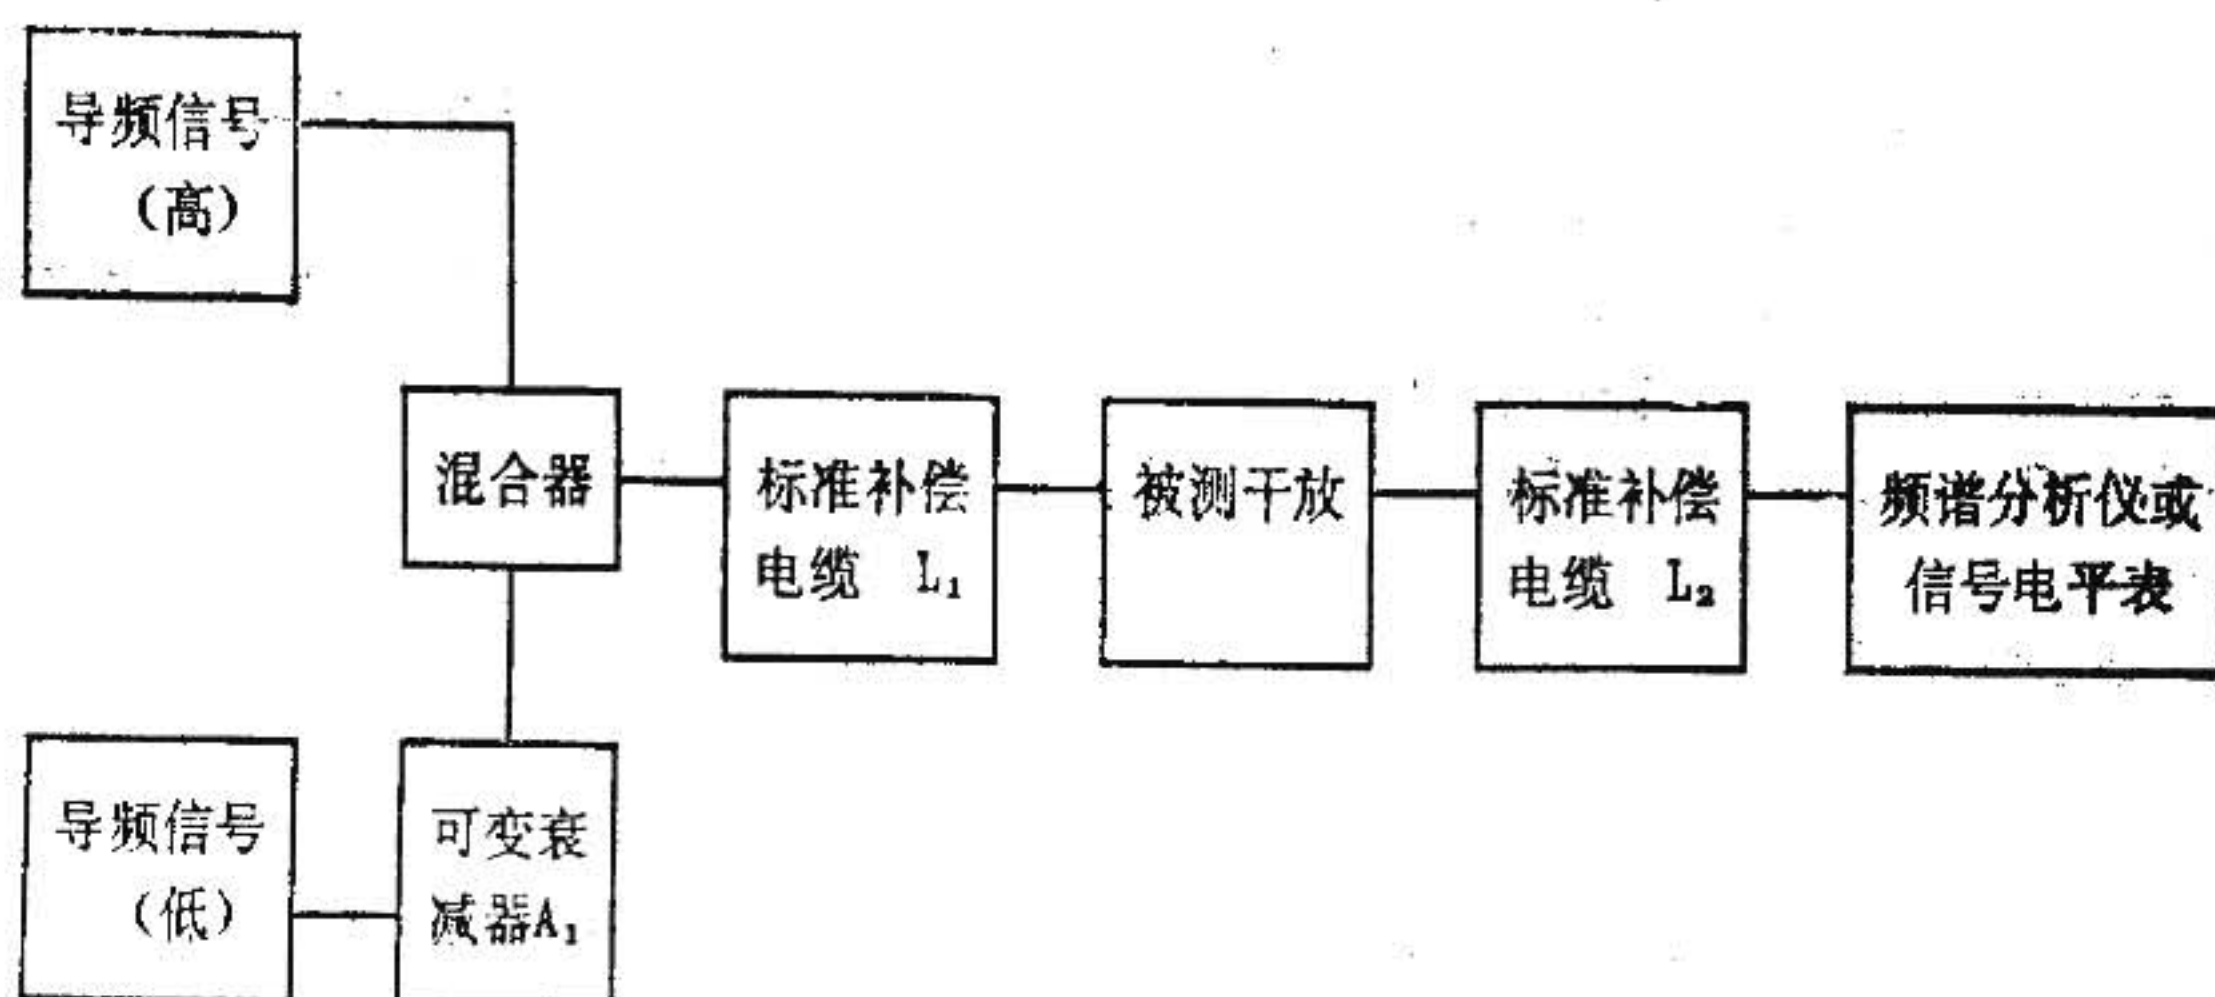 导频信号
（高）
混合器
标准补偿
电缆 L₁
被测干放
标准补偿
电缆 L₂
频谱分析仪或
信号电平表
导频信号
（低）
可变衰
减器A₁